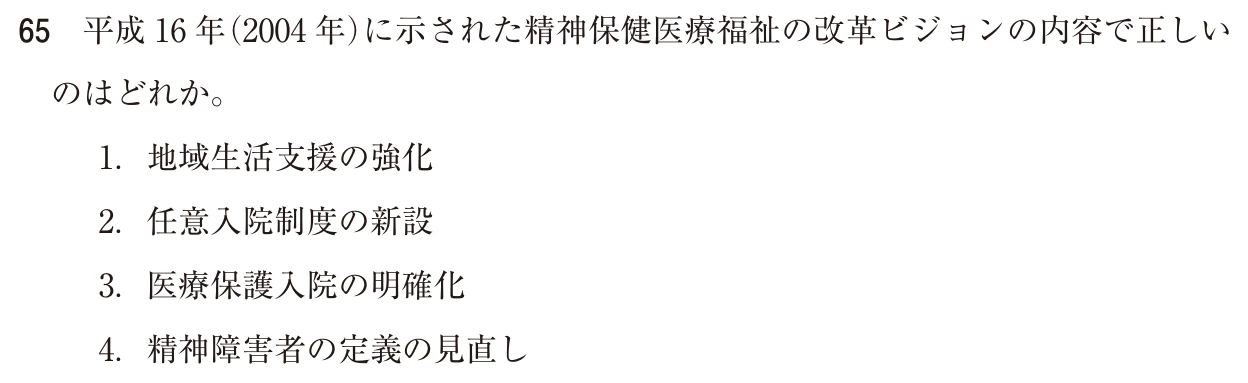 65 平成 16 年(2004 年)に示された精神保健医療福祉の改革ビジョンの内容で正しい
のはどれか。
1. 地域生活支援の強化
2. 任意入院制度の新設
3. 医療保護入院の明確化
4. 精神障害者の定義の見直し